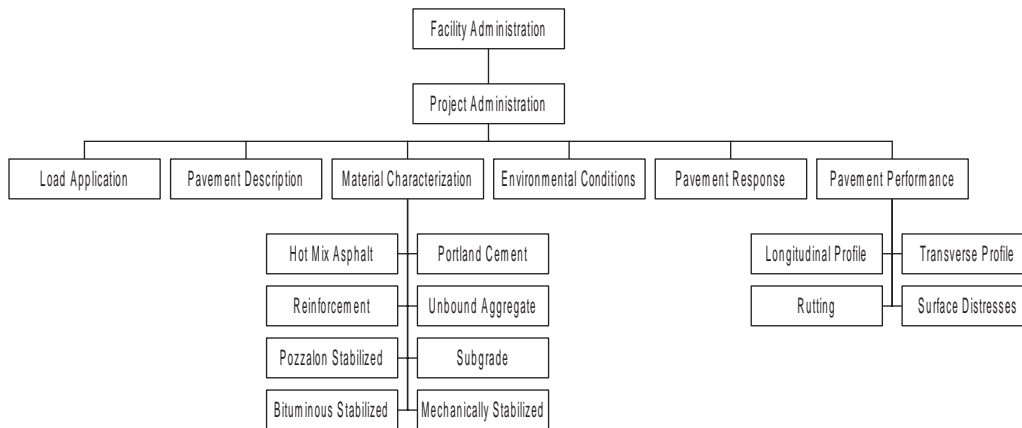 Facility Administration
Project Administration
Load Application
Pavement Description
Material Characterization
Environmental Conditions
Pavement Response
Pavement Performance
Hot Mix Asphalt
Portland Cement
Longitudinal Profile
Transverse Profile
Reinforcement
Unbound Aggregate
Rutting
Surface Distresses
Pozzalon Stabilized
Subgrade
Bituminous Stabilized
Mechanically Stabilized